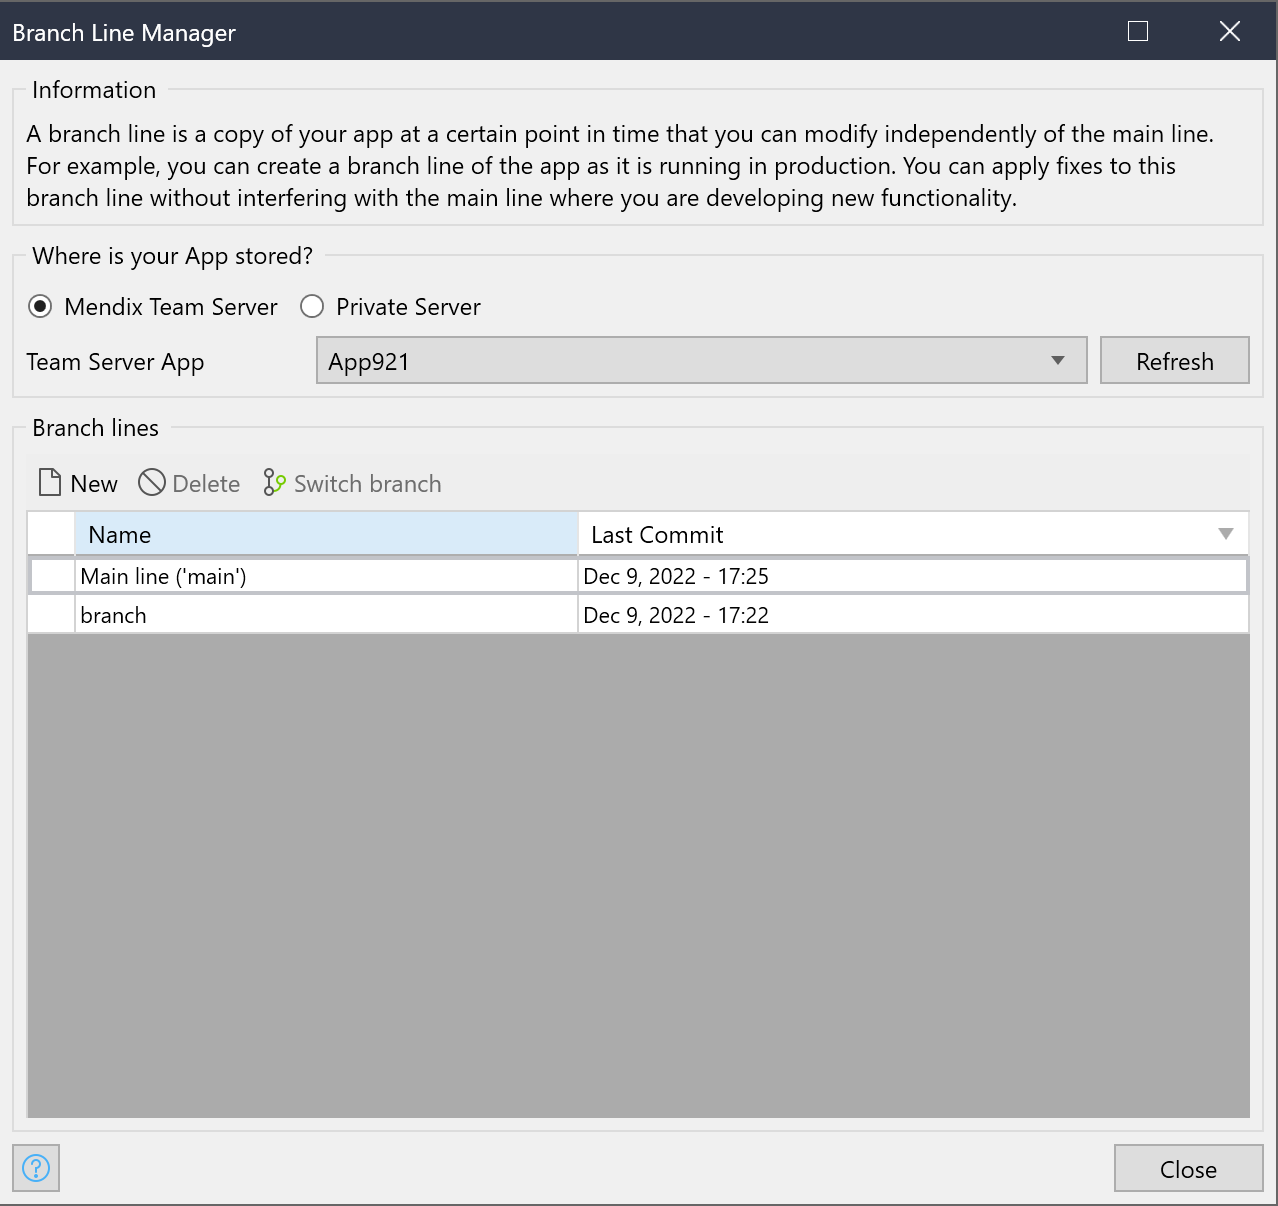 Branch Line Manager
Information
A branch line is a copy of your app at a certain point in time that you can modify independently of the main line.
For example, you can create a branch line of the app as it is running in production. You can apply fixes to this
branch line without interfering with the main line where you are developing new functionality.
Where is your App stored?
Mendix Team Server Private Server
Team Server App App921 Refresh
Branch lines
New Delete Switch branch
Name Last Commit
Main line ('main') Dec 9, 2022 - 17:25
branch Dec 9, 2022 - 17:22
? Close